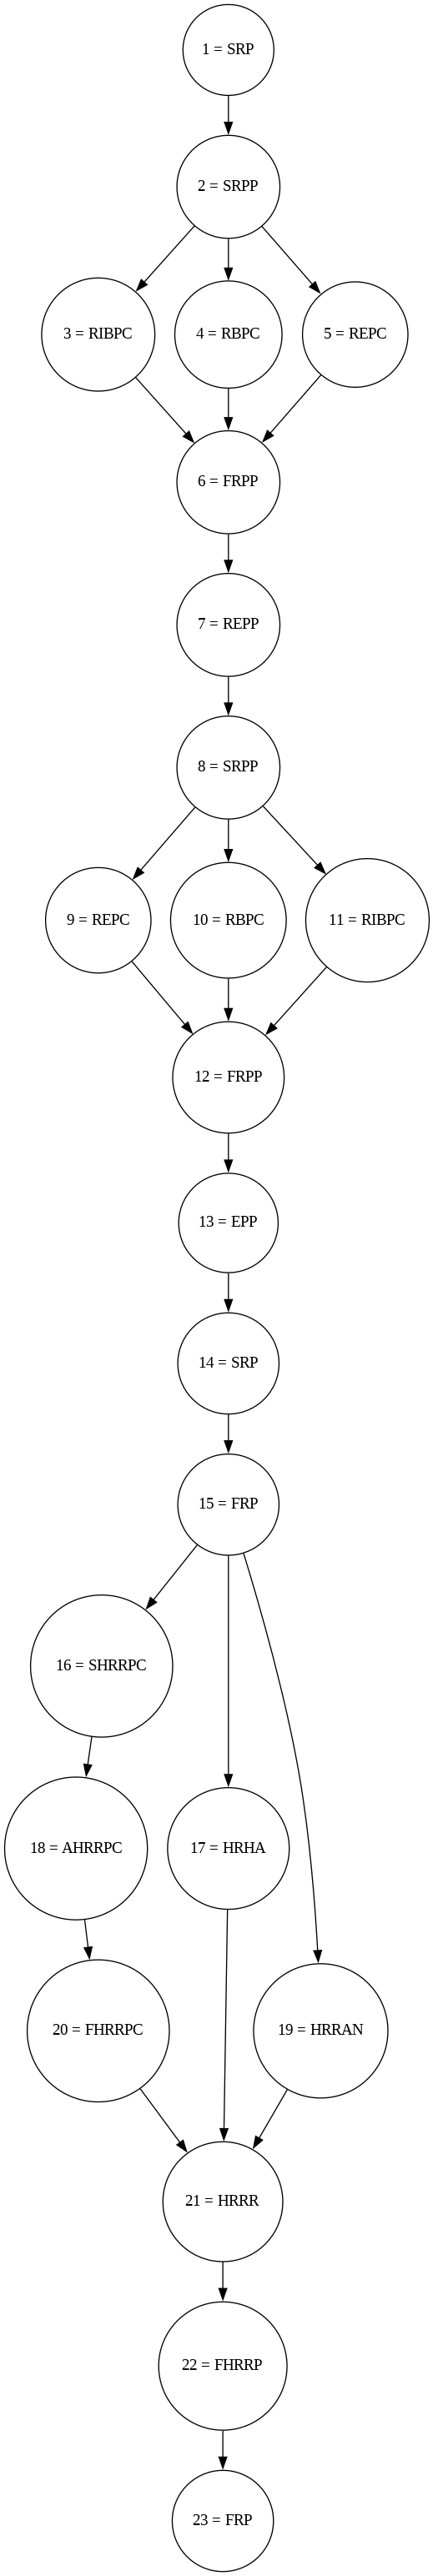 1 = SRP
2 = SRPP
3 = RIBPC
4 = RBPC
5 = REPC
6 = FRPP
7 = REPP
8 = SRPP
9 = REPC
10 = RBPC
11 = RIBPC
12 = FRPP
13 = EPP
14 = SRP
15 = FRP
16 = SHRRPC
18 = AHRRPC
17 = HRHA
20 = FHRRPC
19 = HRRAN
21 = HRRR
22 = FHRRP
23 = FRP